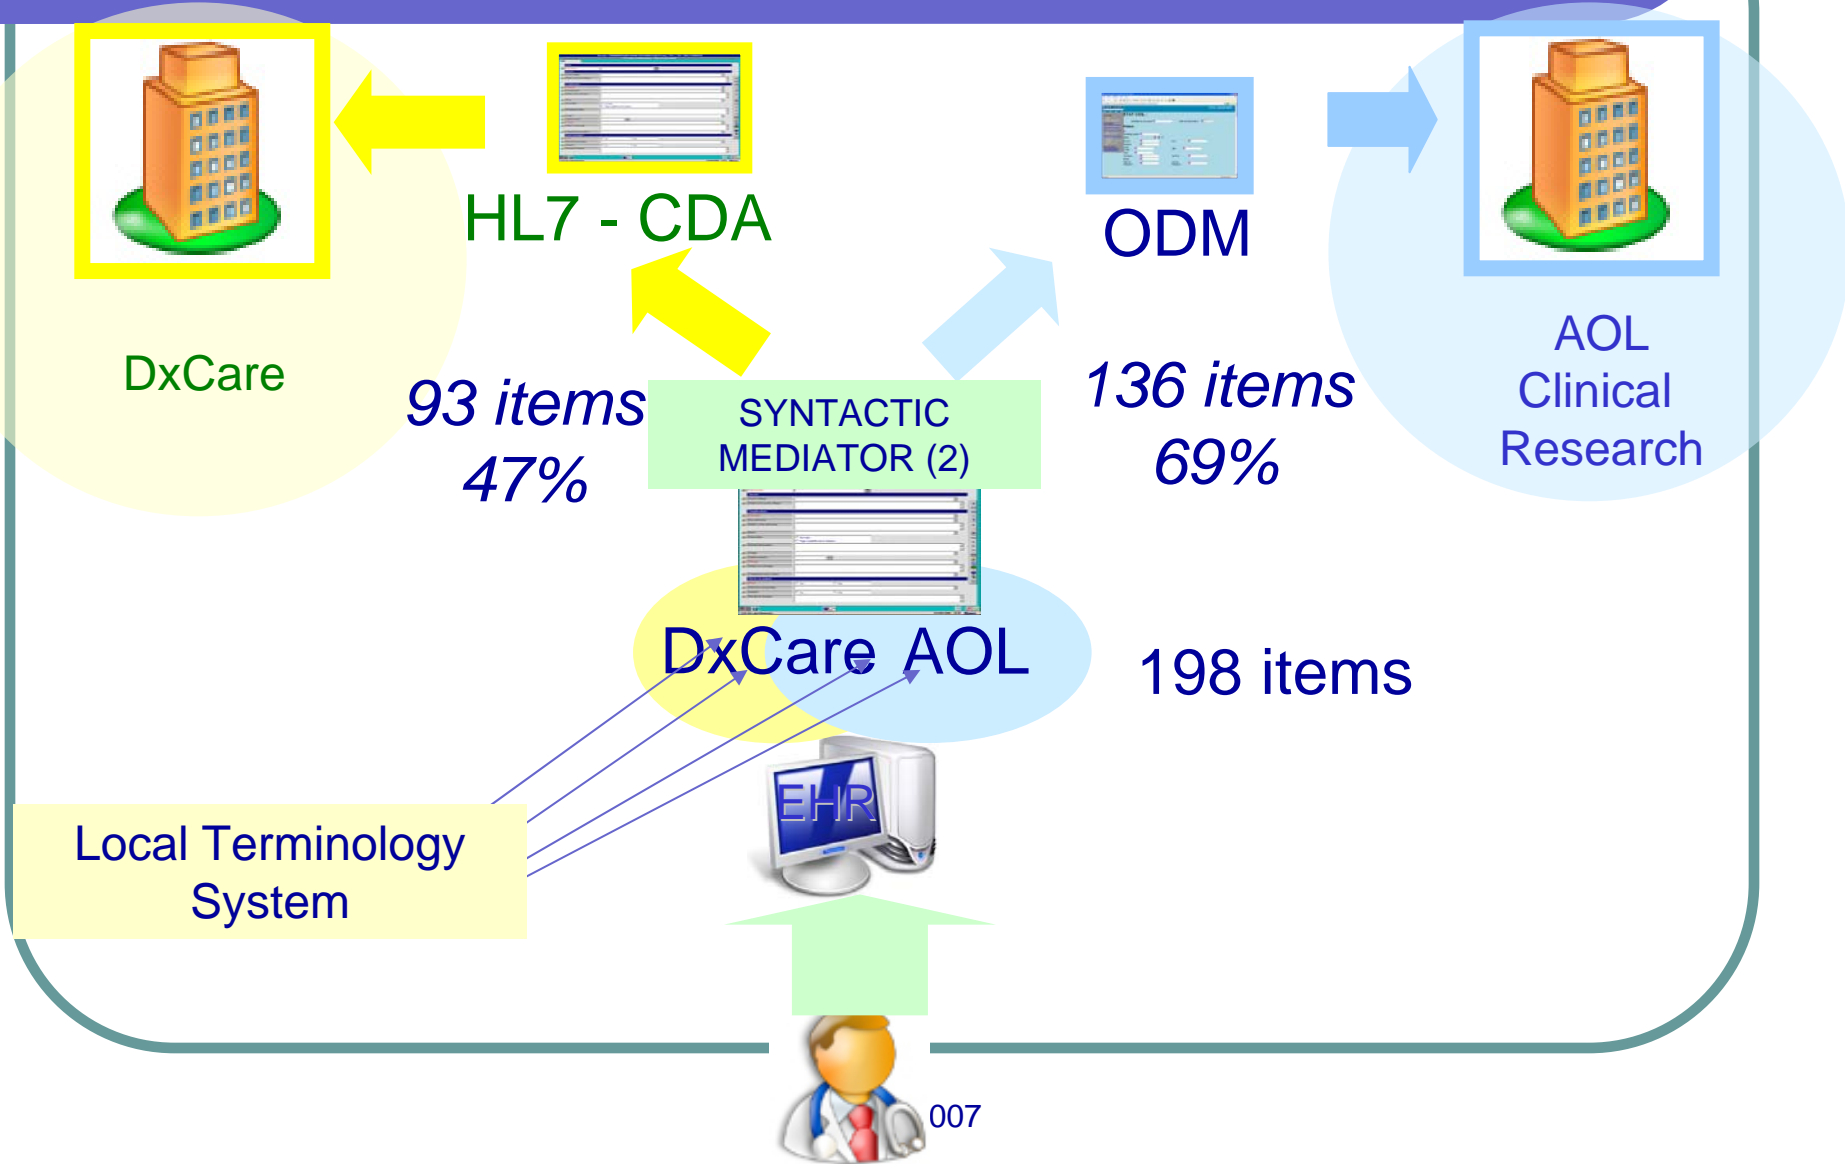 HL7 - CDA
ODM
DxCare
AOL
Clinical
Research
93 items
47%
SYNTACTIC
MEDIATOR (2)
136 items
69%
DxCare AOL
198 items
EHR
Local Terminology
System
007